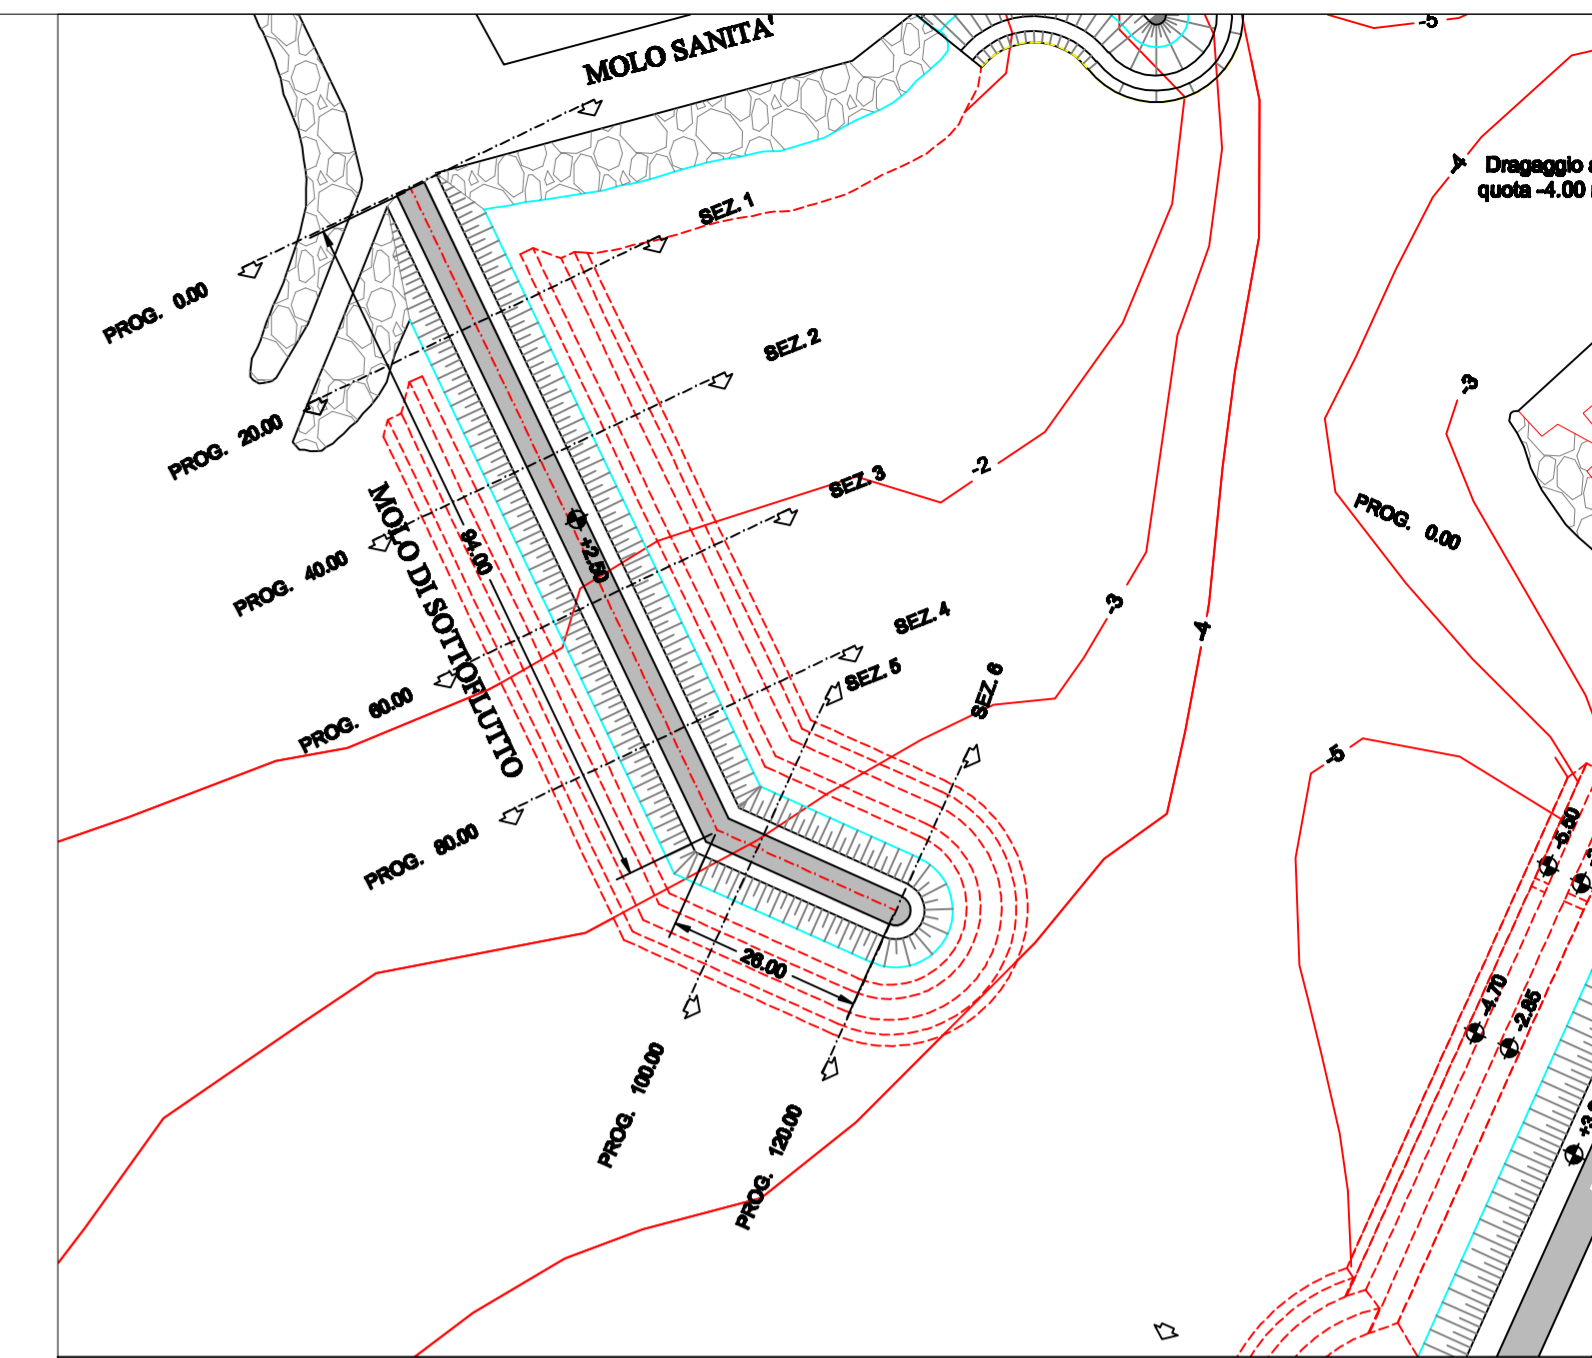 MOLO SANITA'
-5
-4
Dragaggio a
quota -4.00
SEZ. 1
PROG. 0.00
SEZ. 2
-3
PROG. 20.00
SEZ. 3
-2
PROG. 0.00
MOLO DI SOTTOFLUTTO
94.00
+2.50
PROG. 40.00
SEZ. 4
-3
-4
SEZ. 5
SEZ. 6
PROG. 60.00
-5
PROG. 80.00
-5.60
26.00
-4.70
-2.85
PROG. 100.00
PROG. 120.00